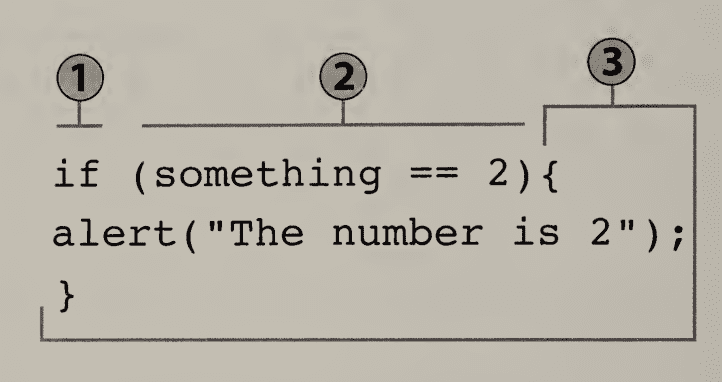 1 2 3
if (something == 2){
alert("The number is 2");
}